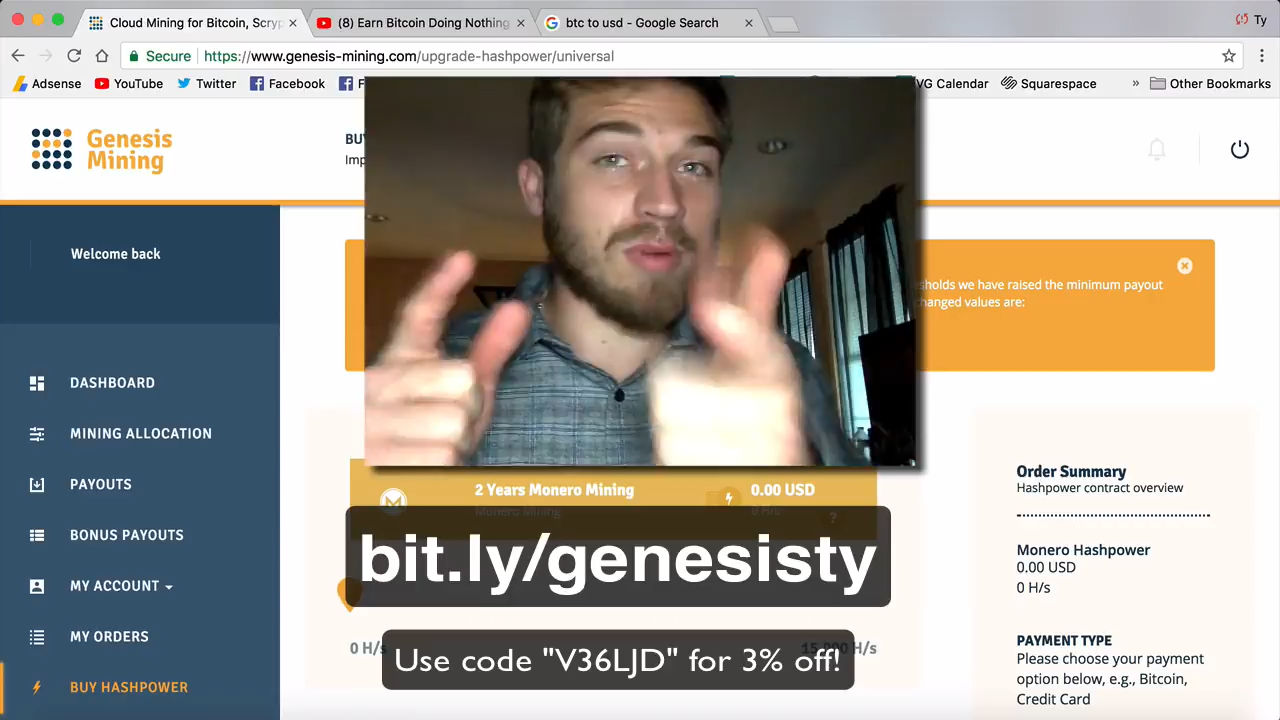 Cloud Mining for Bitcoin, Scryp
(8) Earn Bitcoin Doing Nothing
btc to usd - Google Search
Ty
Secure
https://www.genesis-mining.com/upgrade-hashpower/universal
Adsense
YouTube
Twitter
Facebook
F
VG Calendar
Squarespace
»
Other Bookmarks
Genesis
Mining
BU
Imp
Welcome back
sholds we have raised the minimum payout
changed values are:
DASHBOARD
MINING ALLOCATION
PAYOUTS
BONUS PAYOUTS
MY ACCOUNT
MY ORDERS
BUY HASHPOWER
2 Years Monero Mining
Monero Mining
0.00 USD
0 H/s
?
bit.ly/genesisty
0 H/s
H/s
Use code "V36LJD" for 3% off!
Order Summary
Hashpower contract overview
Monero Hashpower
0.00 USD
0 H/s
PAYMENT TYPE
Please choose your payment
option below, e.g., Bitcoin,
Credit Card